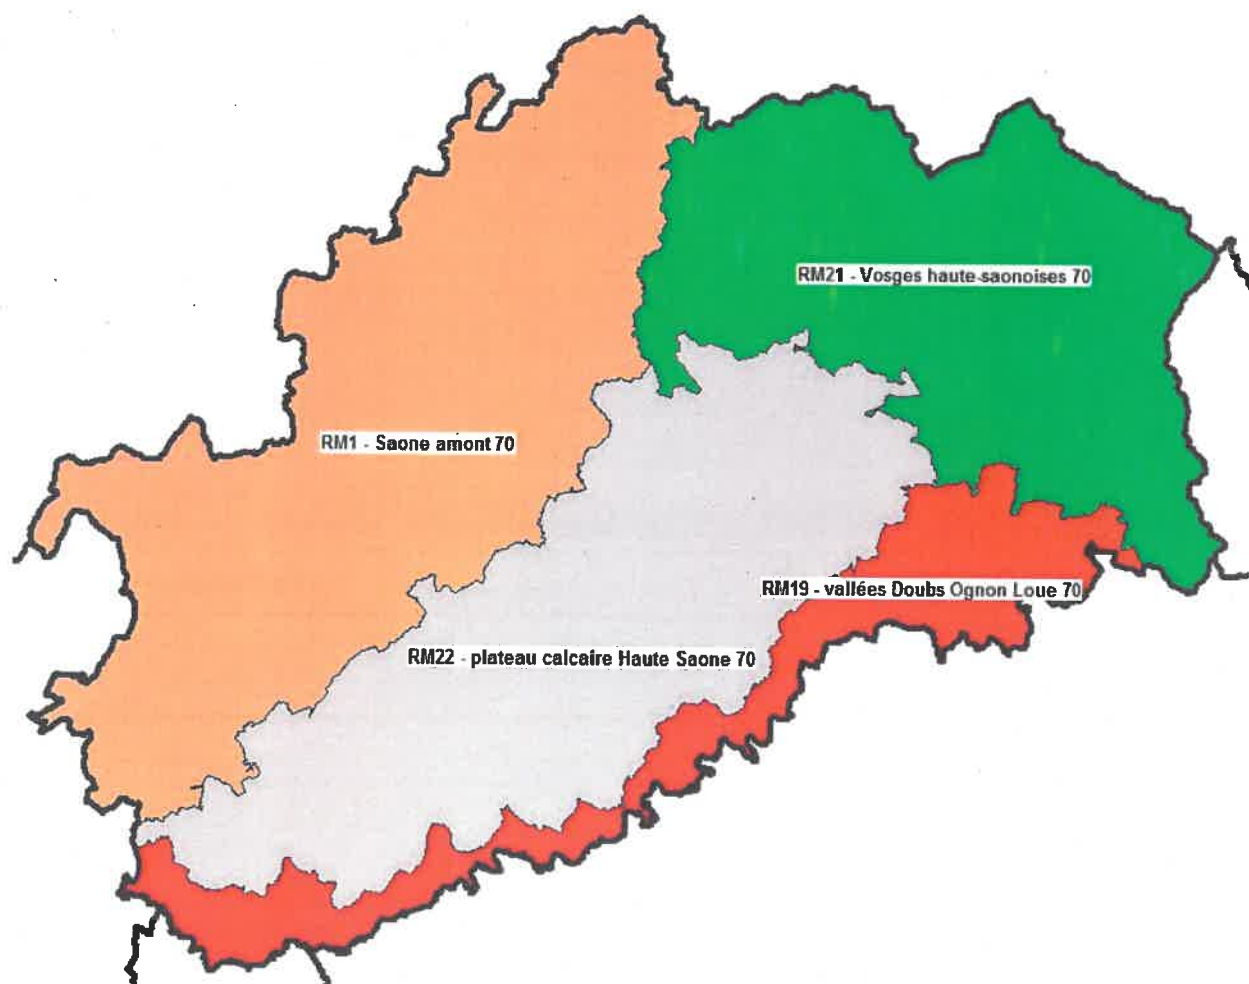 RM21 - Vosges haute-saonoises 70
RM1 - Saone amont 70
RM19 - vallées Doubs Ognon Loue 70
RM22 - plateau calcaire Haute Saone 70